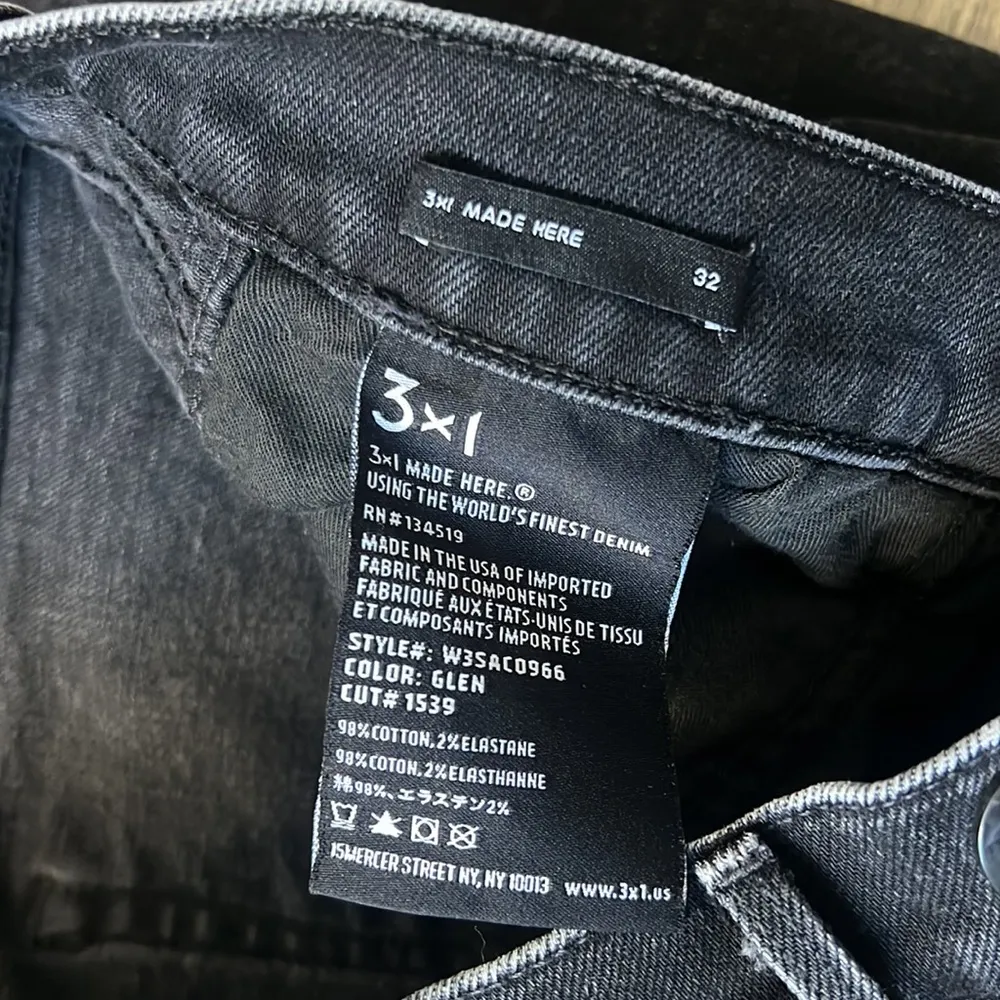 3×1 MADE HERE
32
3×1
3×1 MADE HERE.®
USING THE WORLD'S FINEST DENIM
RN#134519
MADE IN THE USA OF IMPORTED
FABRIC AND COMPONENTS
FABRIQUÉ AUX ÉTATS-UNIS DE TISSU
ET COMPOSANTS IMPORTÉS
STYLE#: W3SAC0966
COLOR: GLEN
CUT# 1539
98% COTTON, 2% ELASTANE
98% COTON, 2% ELASTHANNE
綿98%、エラステン2%
15 MERCER STREET NY, NY 10013 www.3x1.us